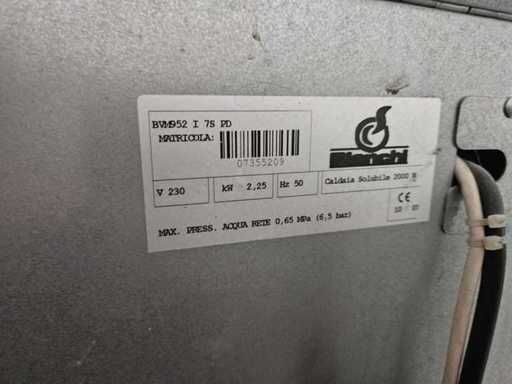 BVM952 I 7S PD
MATRICOLA:
07355209
Bianchi
V 230
kW 2,25
Hz 50
Caldaia Solubile 2000 W
CE
MAX. PRESS. ACQUA RETE 0,65 MPa (6,5 bar)